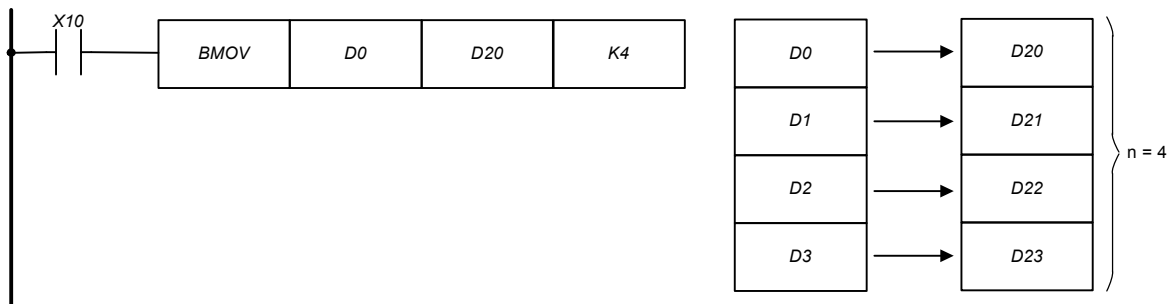 X10
BMOV D0 D20 K4
D0 D20
D1 D21
D2 D22
D3 D23
n = 4